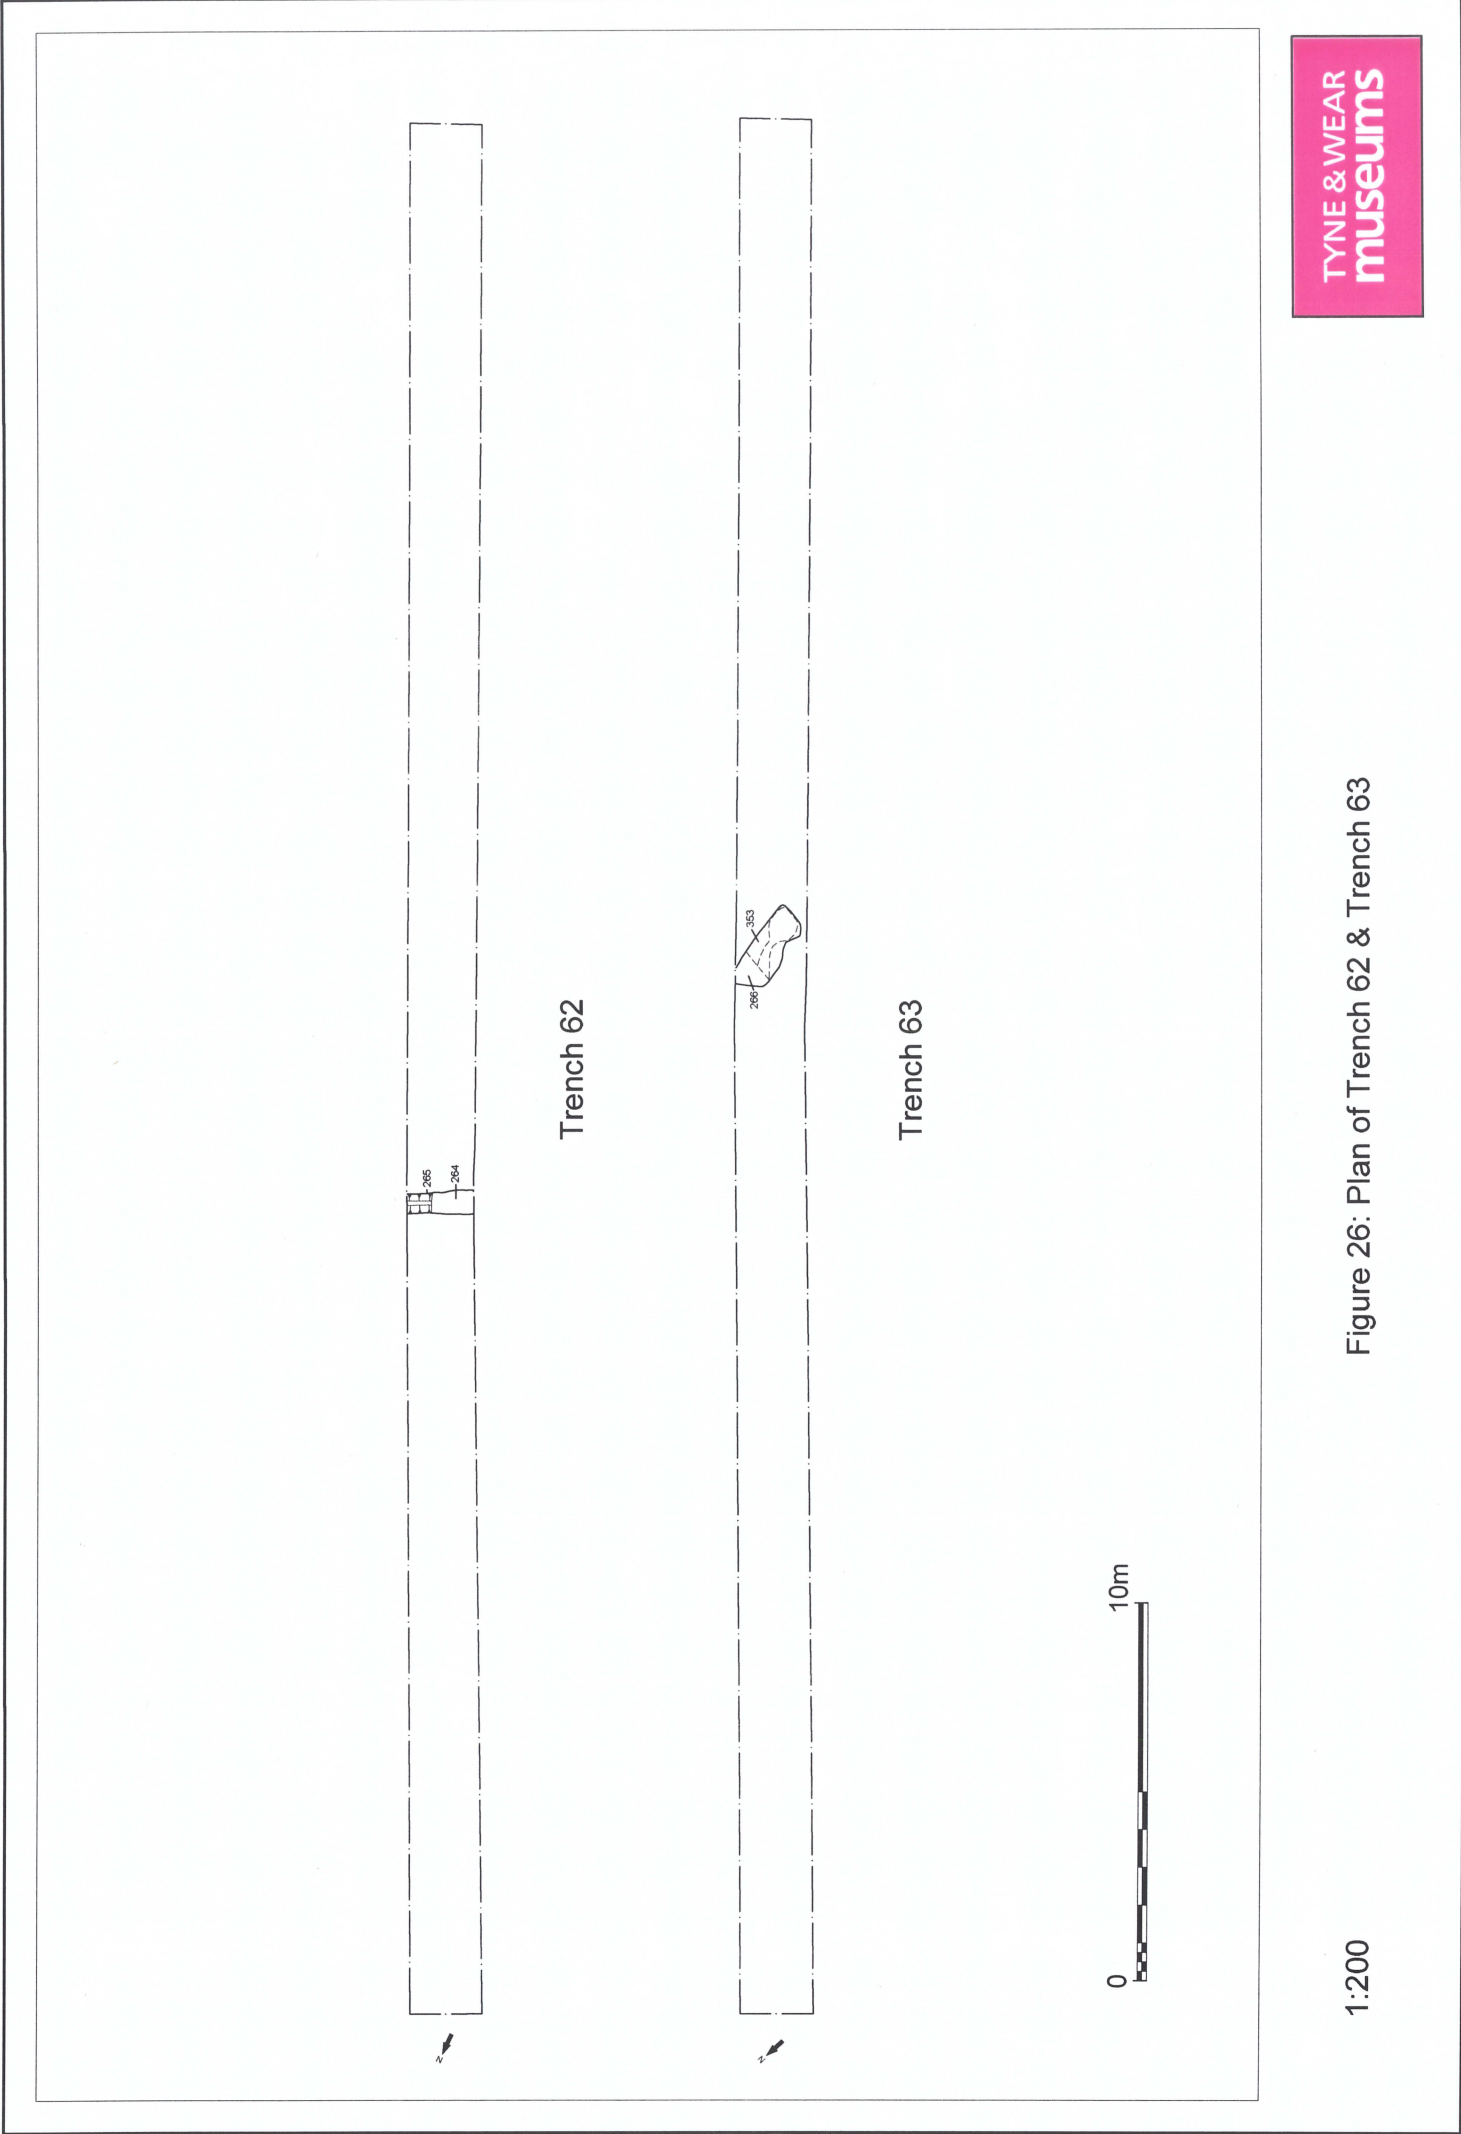 TYNE & WEAR
museums
265
264
Trench 62
353
266
Trench 63
N
N
0
10m
1:200
Figure 26: Plan of Trench 62 & Trench 63